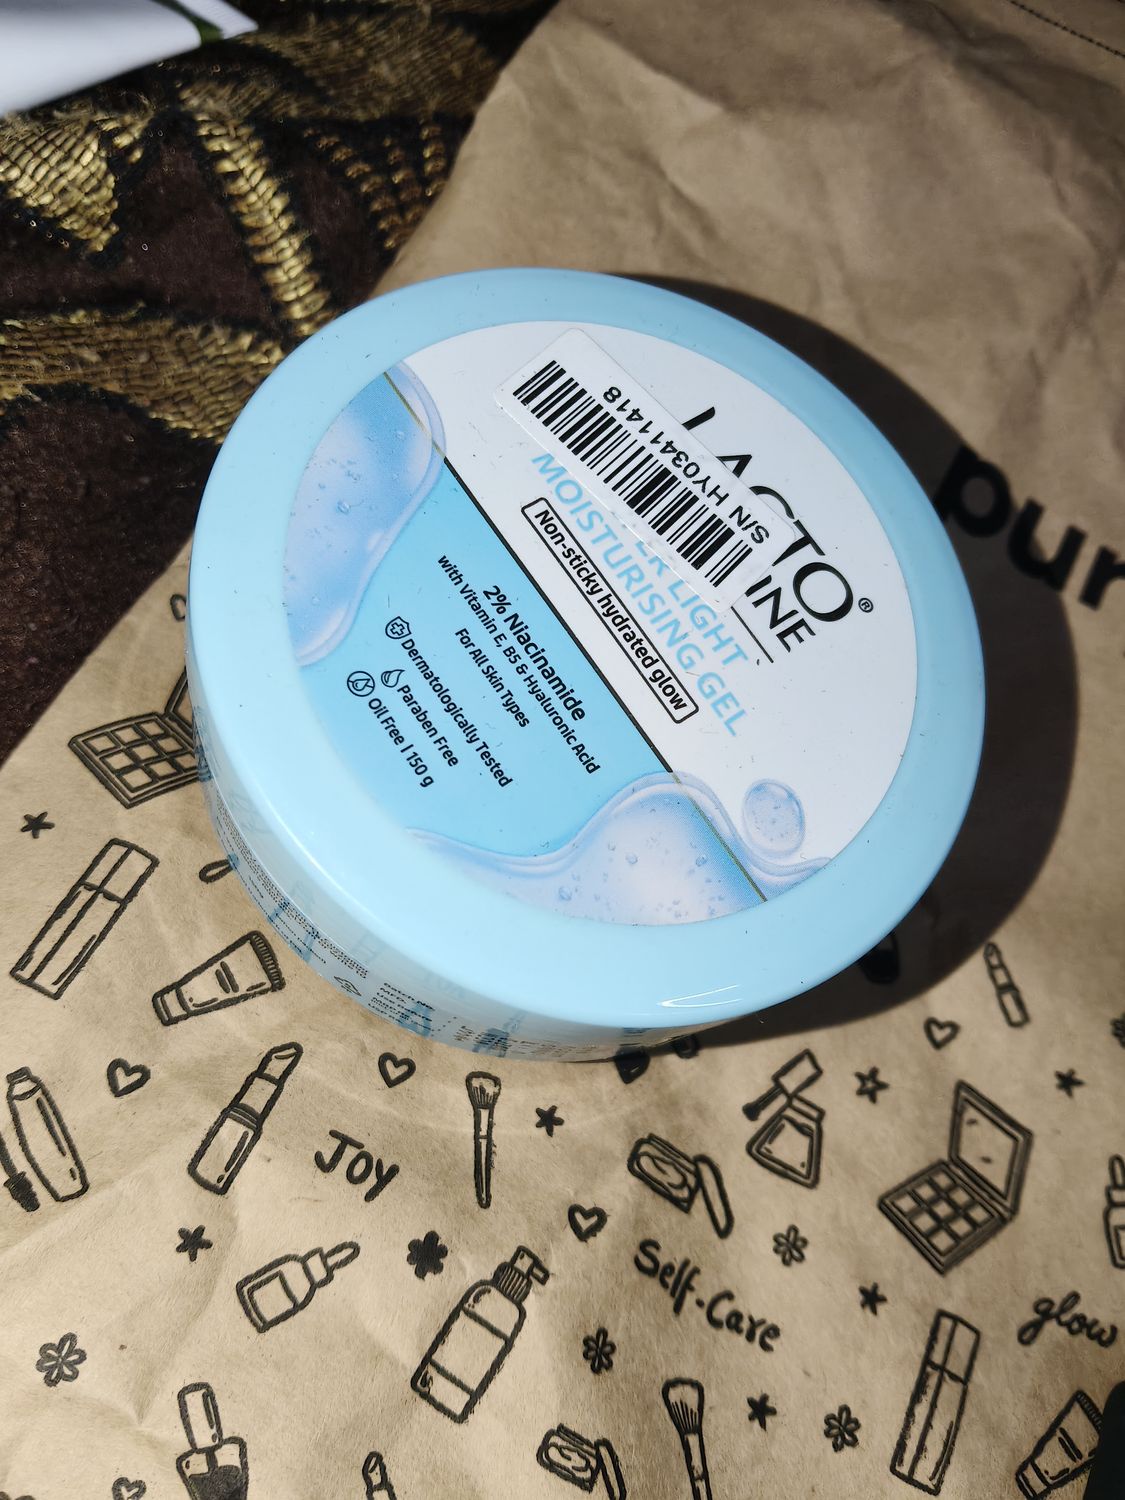 LACTO®
INE
LIGHT
MOISTURISING GEL
Non-sticky hydrated glow
2% Niacinamide
with Vitamin E, B5 & Hyaluronic Acid
For All Skin Types
Dermatologically Tested
Paraben Free
Oil Free | 150 g
S/N HY03411418
pur
JOY
Self-Care
glow